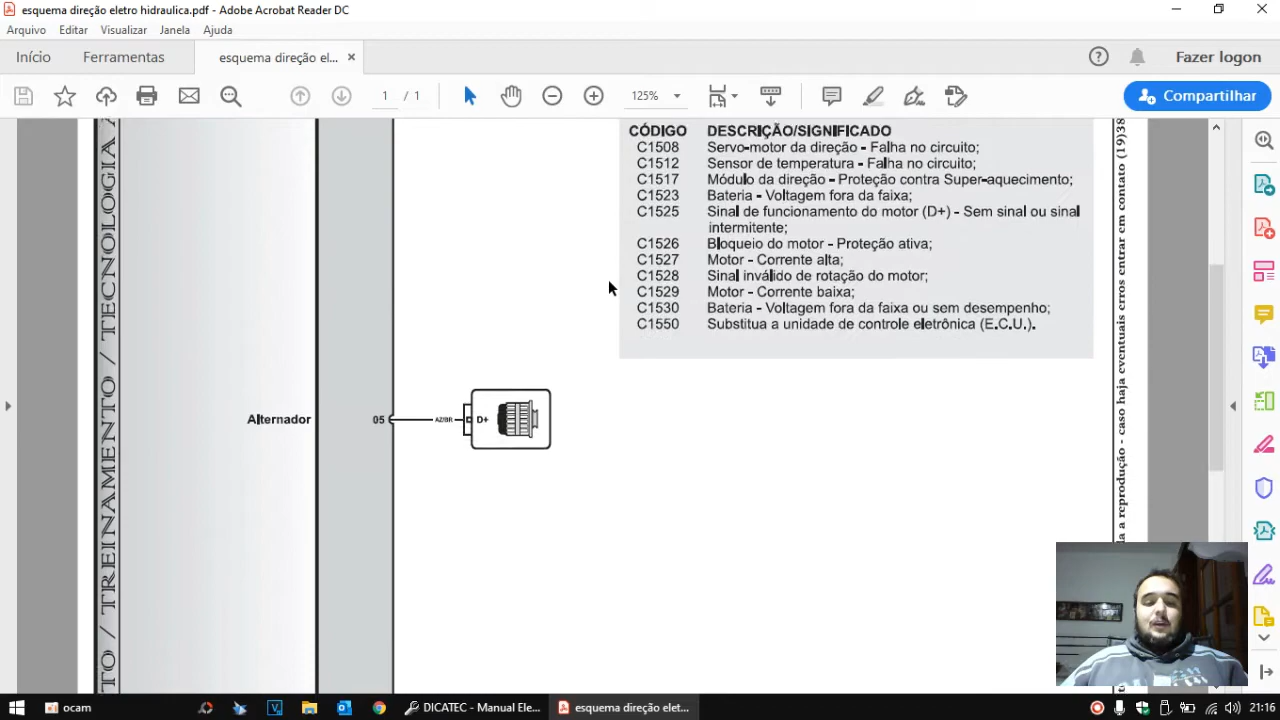 esquema direção eletro hidraulica.pdf - Adobe Acrobat Reader DC
Arquivo Editar Visualizar Janela Ajuda
Início Ferramentas esquema direção el... ×
Fazer logon
1 / 1 125% Compartilhar
CÓDIGO DESCRIÇÃO/SIGNIFICADO
C1508 Servo-motor da direção - Falha no circuito;
C1512 Sensor de temperatura - Falha no circuito;
C1517 Módulo da direção - Proteção contra Super-aquecimento;
C1523 Bateria - Voltagem fora da faixa;
C1525 Sinal de funcionamento do motor (D+) - Sem sinal ou sinal
intermitente;
C1526 Bloqueio do motor - Proteção ativa;
C1527 Motor - Corrente alta;
C1528 Sinal inválido de rotação do motor;
C1529 Motor - Corrente baixa;
C1530 Bateria - Voltagem fora da faixa ou sem desempenho;
C1550 Substitua a unidade de controle eletrônica (E.C.U.).
Alternador 05 AZ/BR D+
TO / TREINAMENTO / TECNOLOGIA
a reprodução - caso haja eventuais erros entrar em contato (19)38
ocam
DICATEC - Manual Ele...
esquema direção elet...
21:16